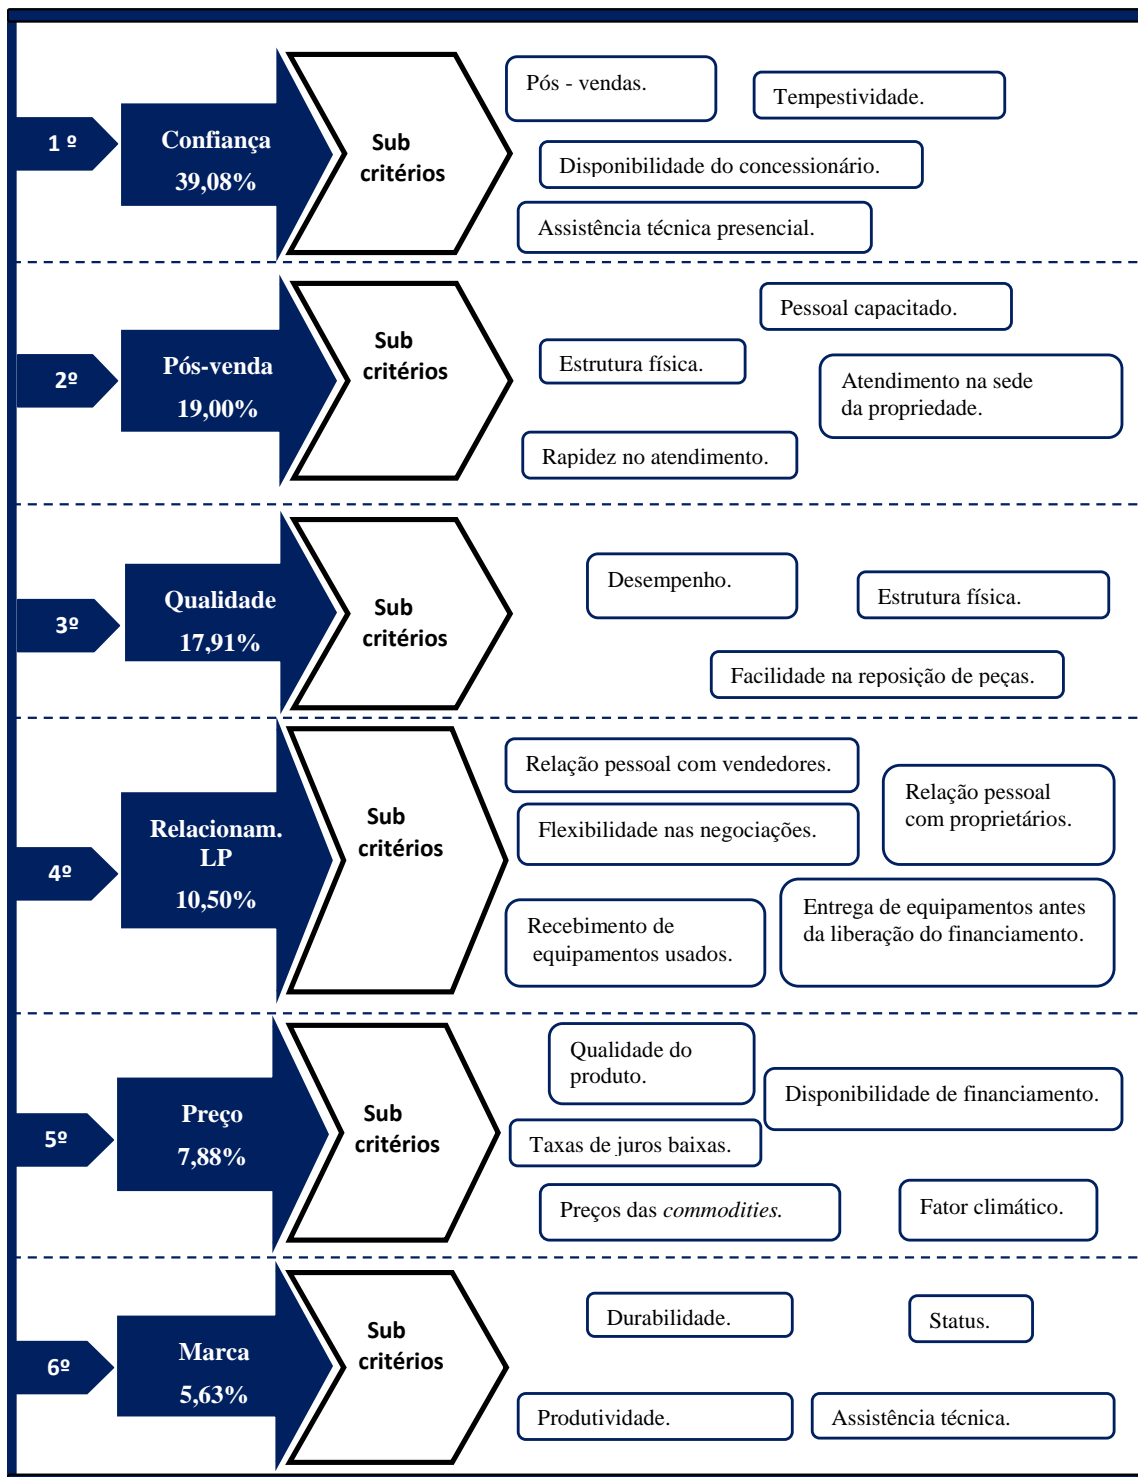 1 º
Confiança
39,08%
Sub
critérios
Pós - vendas.
Tempestividade.
Disponibilidade do concessionário.
Assistência técnica presencial.
2º
Pós-venda
19,00%
Sub
critérios
Pessoal capacitado.
Estrutura física.
Atendimento na sede
da propriedade.
Rapidez no atendimento.
3º
Qualidade
17,91%
Sub
critérios
Desempenho.
Estrutura física.
Facilidade na reposição de peças.
4º
Relacionam.
LP
10,50%
Sub
critérios
Relação pessoal com vendedores.
Relação pessoal
com proprietários.
Flexibilidade nas negociações.
Entrega de equipamentos antes
da liberação do financiamento.
Recebimento de
equipamentos usados.
5º
Preço
7,88%
Sub
critérios
Qualidade do
produto.
Disponibilidade de financiamento.
Taxas de juros baixas.
Preços das commodities.
Fator climático.
6º
Marca
5,63%
Sub
critérios
Durabilidade.
Status.
Produtividade.
Assistência técnica.